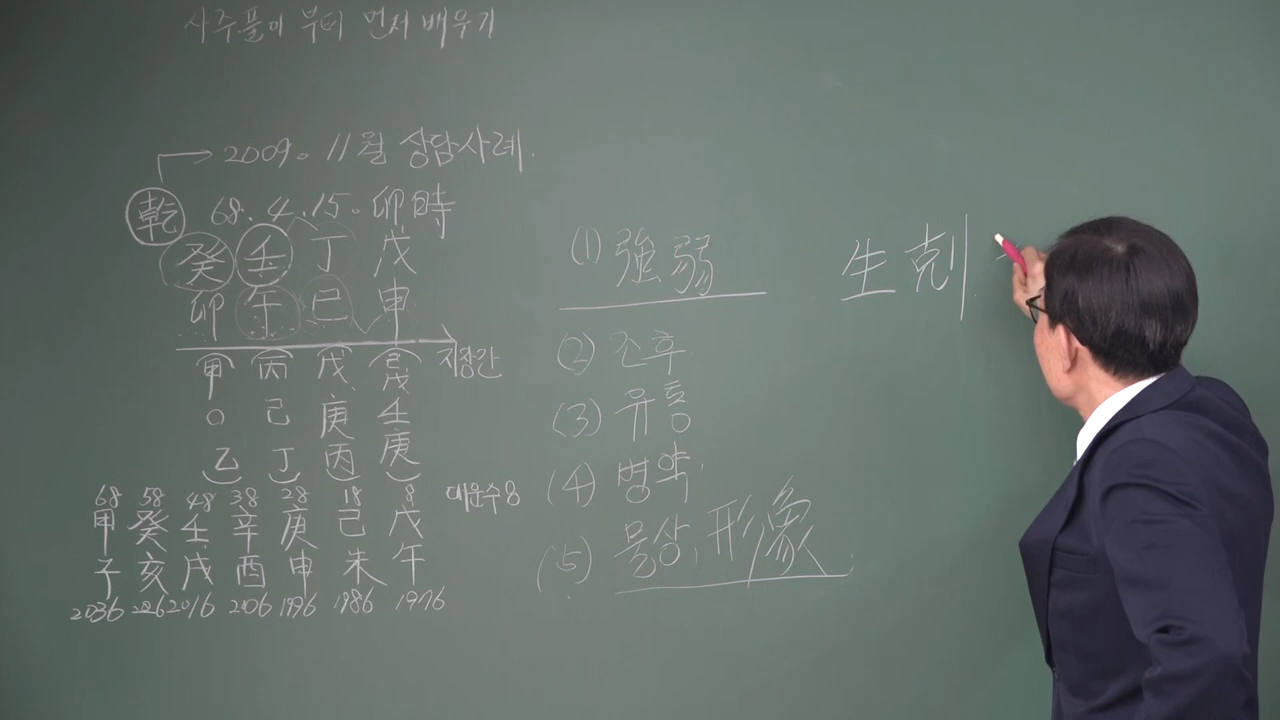 사주풀이 부터 먼저 배우기
2009. 11월 상담사례.
乾 68. 4. 15. 卯時
癸 壬 丁 戊
卯 午 巳 申
甲 丙 戊 己戊 지장간
○ 己 庚 壬
乙 丁 丙 庚
68 58 48 38 28 18 8 대운수
甲 癸 壬 辛 庚 己 戊
子 亥 戌 酉 申 未 午
2036 2026 2016 2006 1996 1986 1976
(1) 強弱
(2) 조후
(3) 유통
(4) 병약
(5) 물상, 形象
生剋